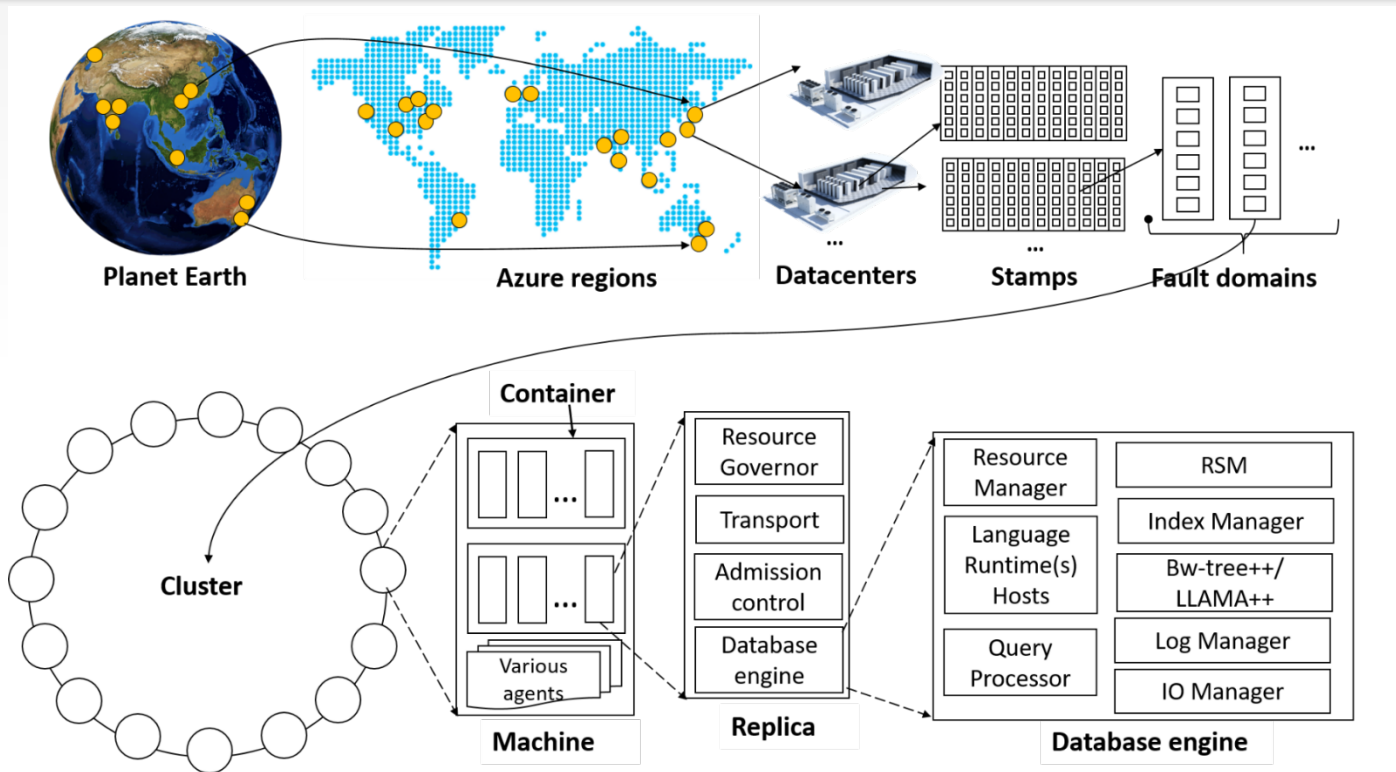 ...
...
...
...
Planet Earth
Azure regions
Datacenters
Stamps
Fault domains
Cluster
Container
...
...
Various
agents
Machine
Resource
Governor
Transport
Admission
control
Database
engine
Replica
Resource
Manager
Language
Runtime(s)
Hosts
Query
Processor
RSM
Index Manager
Bw-tree++/
LLAMA++
Log Manager
IO Manager
Database engine